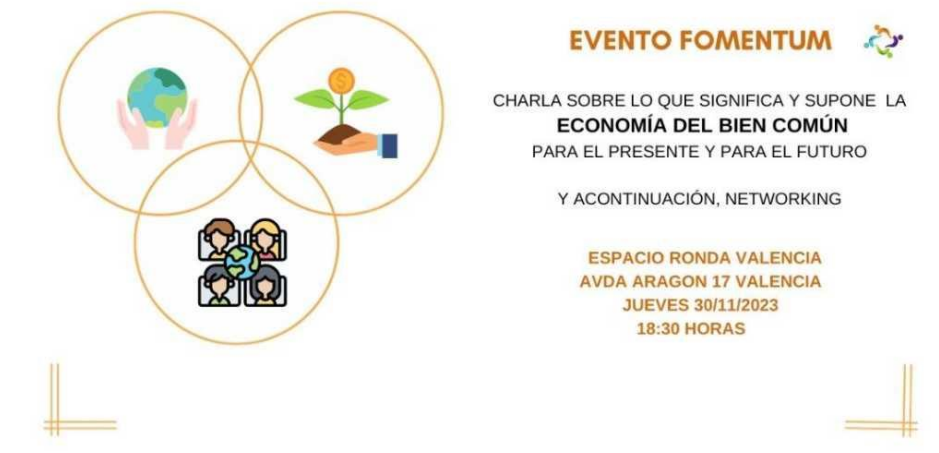 EVENTO FOMENTUM
CHARLA SOBRE LO QUE SIGNIFICA Y SUPONE LA
ECONOMÍA DEL BIEN COMÚN
PARA EL PRESENTE Y PARA EL FUTURO
Y ACONTINUACIÓN, NETWORKING
ESPACIO RONDA VALENCIA
AVDA ARAGON 17 VALENCIA
JUEVES 30/11/2023
18:30 HORAS